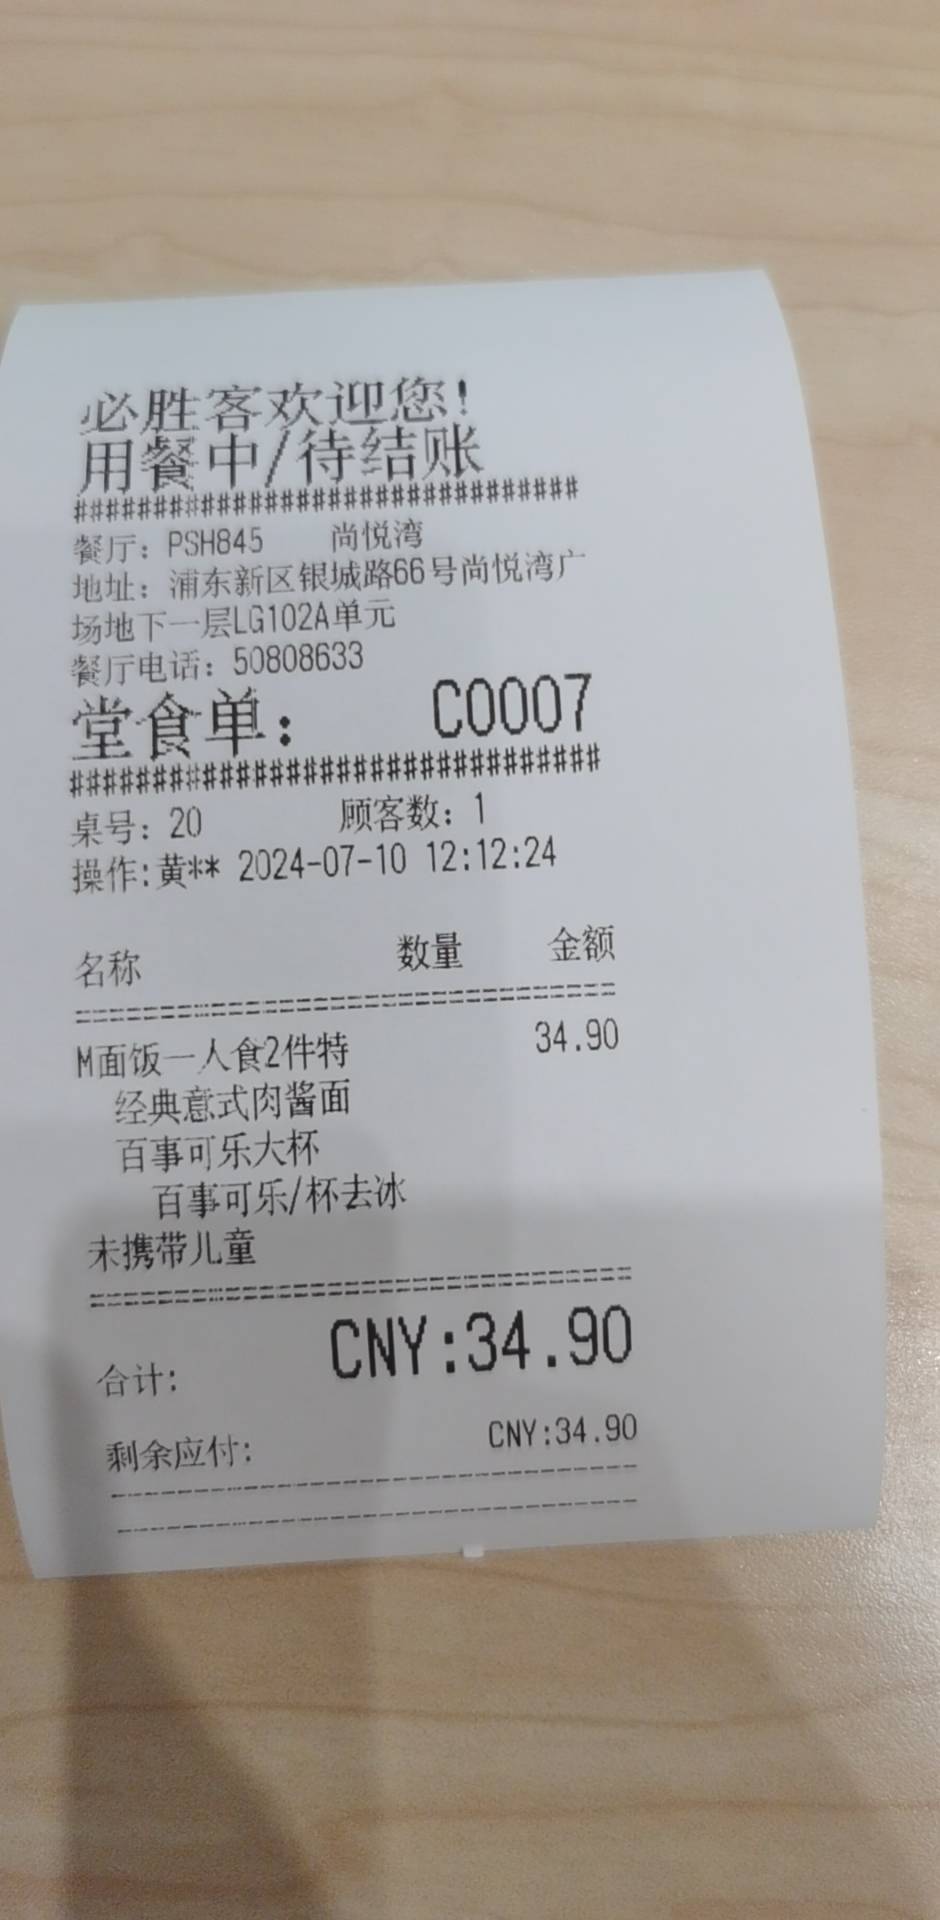 必胜客欢迎您!
用餐中/待结账
################################
餐厅: PSH845 尚悦湾
地址: 浦东新区银城路66号尚悦湾广
场地下一层LG102A单元
餐厅电话: 50808633
堂食单: C0007
################################
桌号: 20 顾客数: 1
操作:黄** 2024-07-10 12:12:24
名称 数量 金额
================================
M面饭一人食2件特 34.90
经典意式肉酱面
百事可乐大杯
百事可乐/杯去冰
未携带儿童
================================
合计: CNY:34.90
剩余应付: CNY:34.90
--------------------------------
--------------------------------